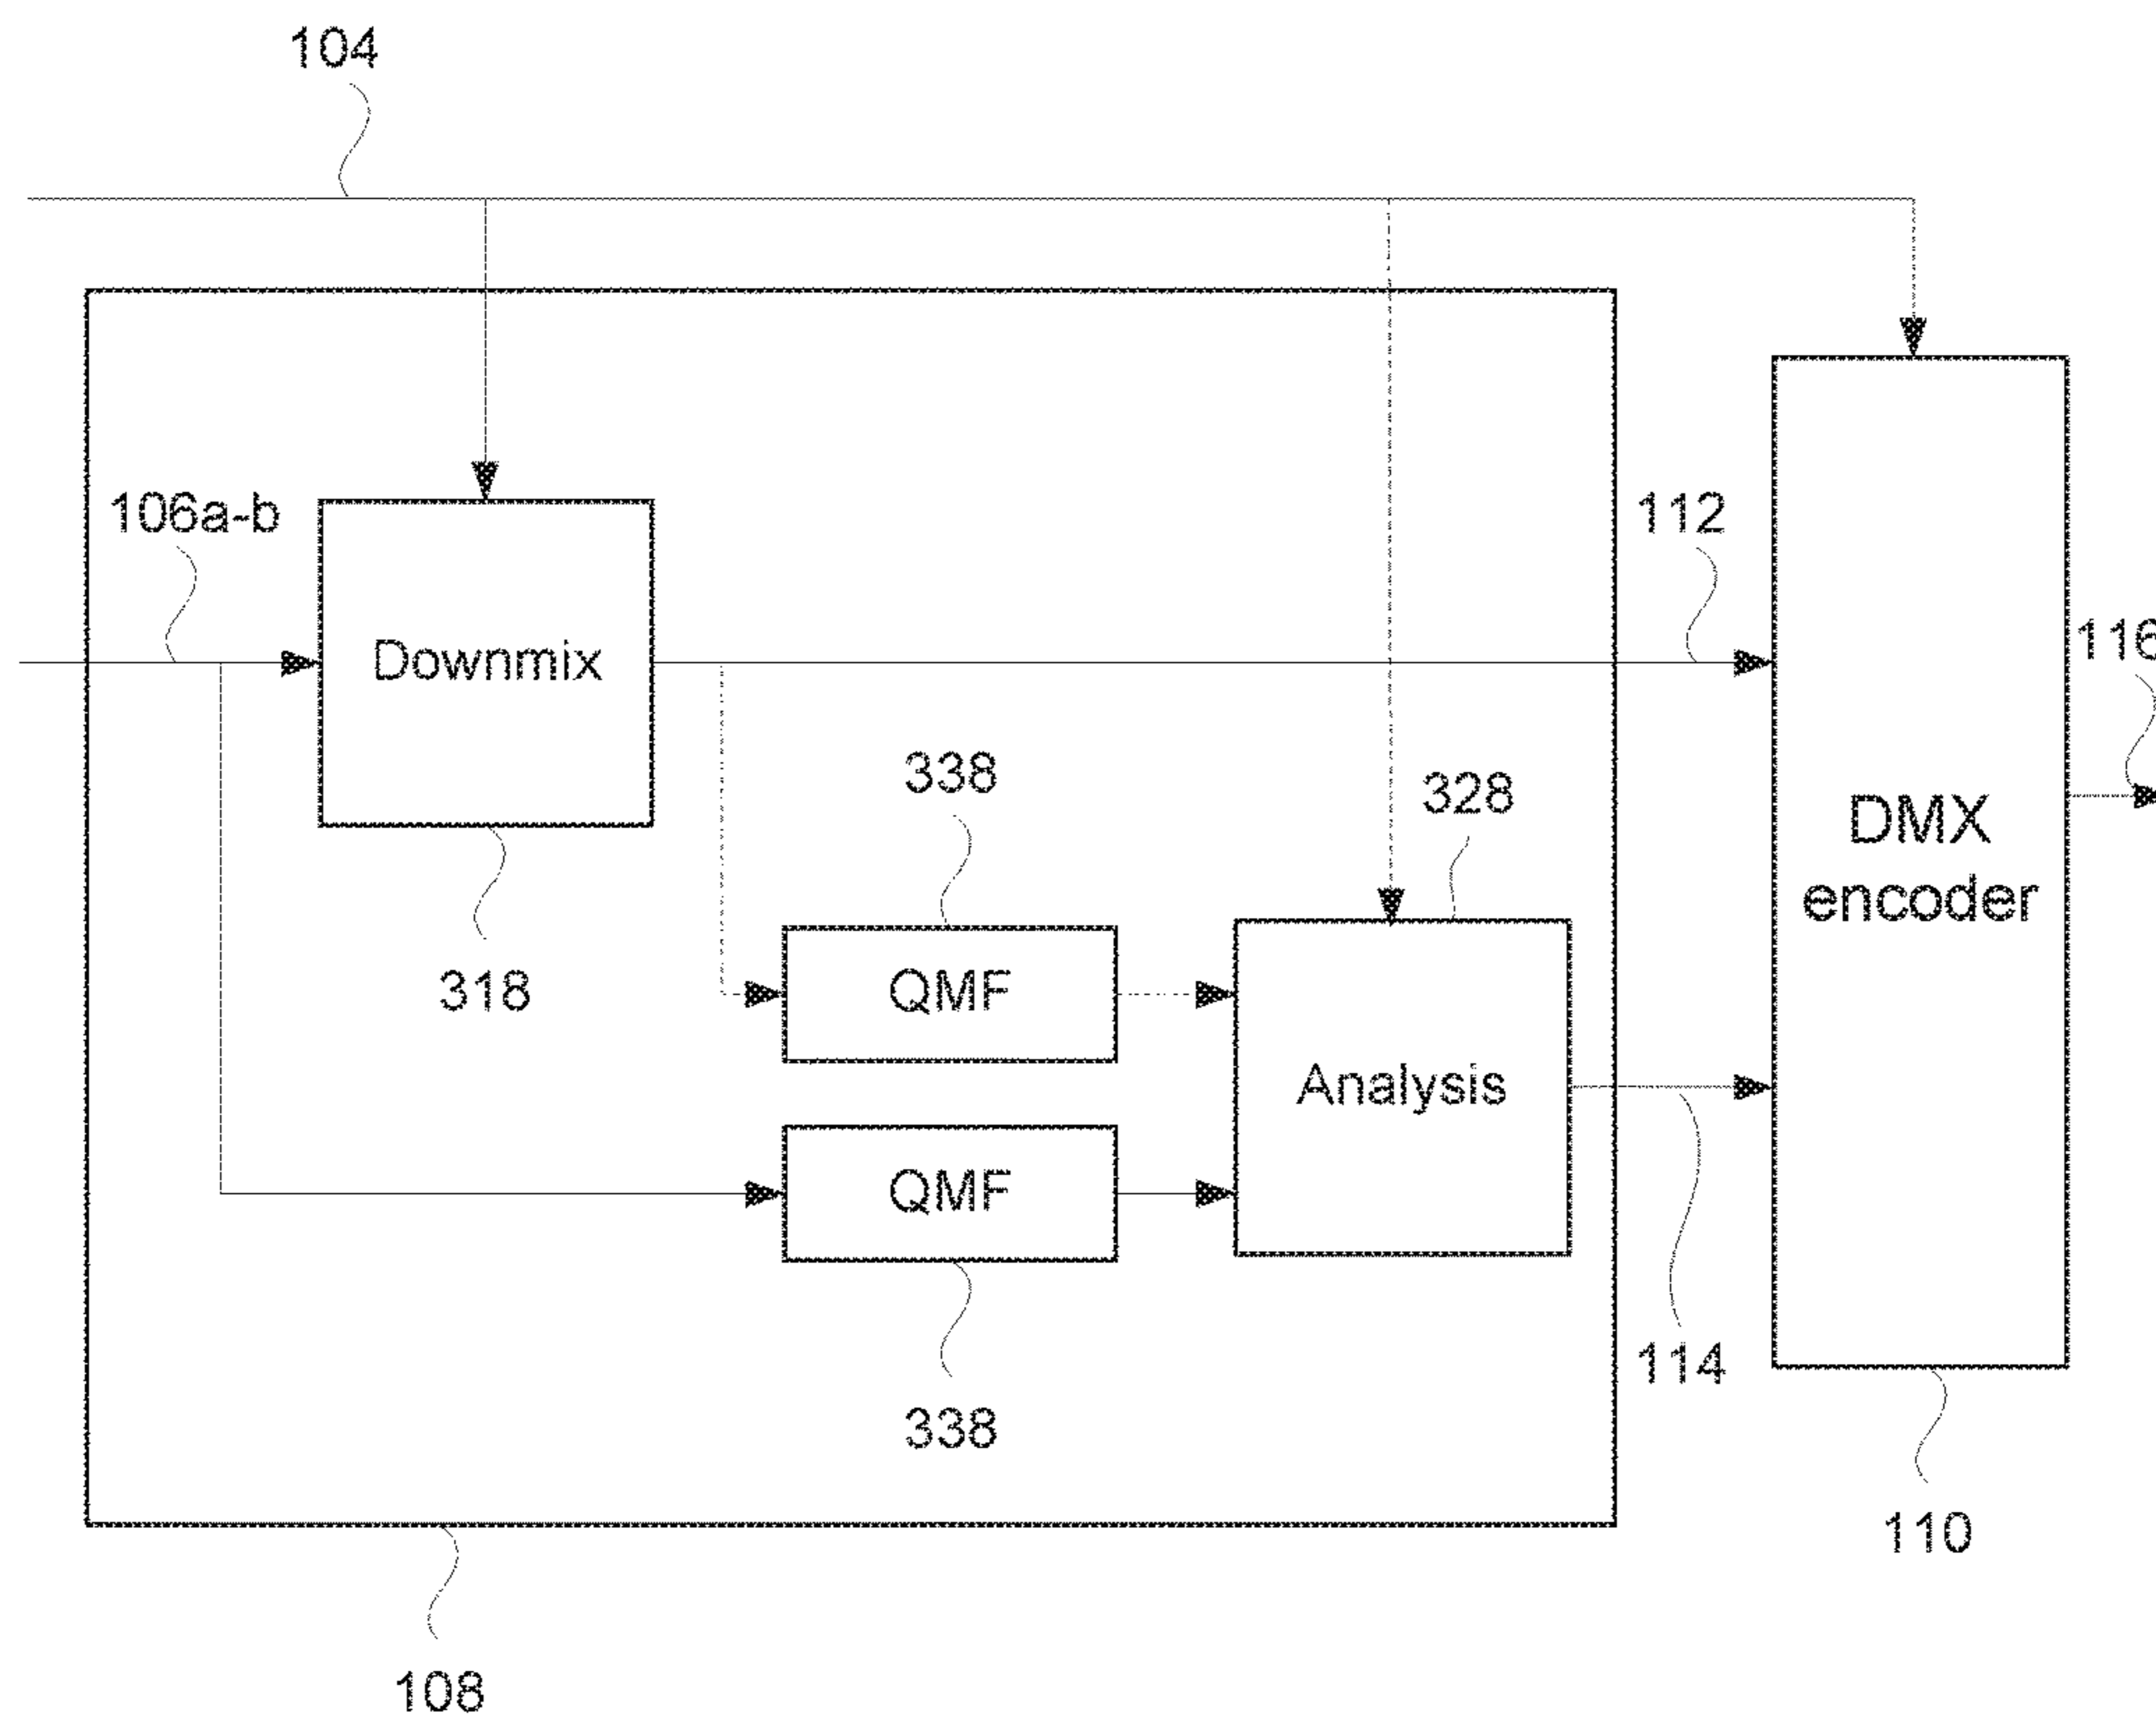 104
106a-b
112
Downmix
116
338
328
DMX
encoder
318
QMF
Analysis
QMF
114
338
110
108